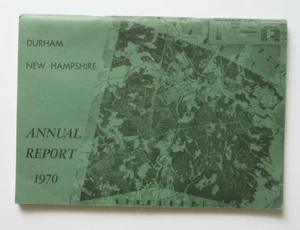 DURHAM
NEW HAMPSHIRE
ANNUAL
REPORT
1970